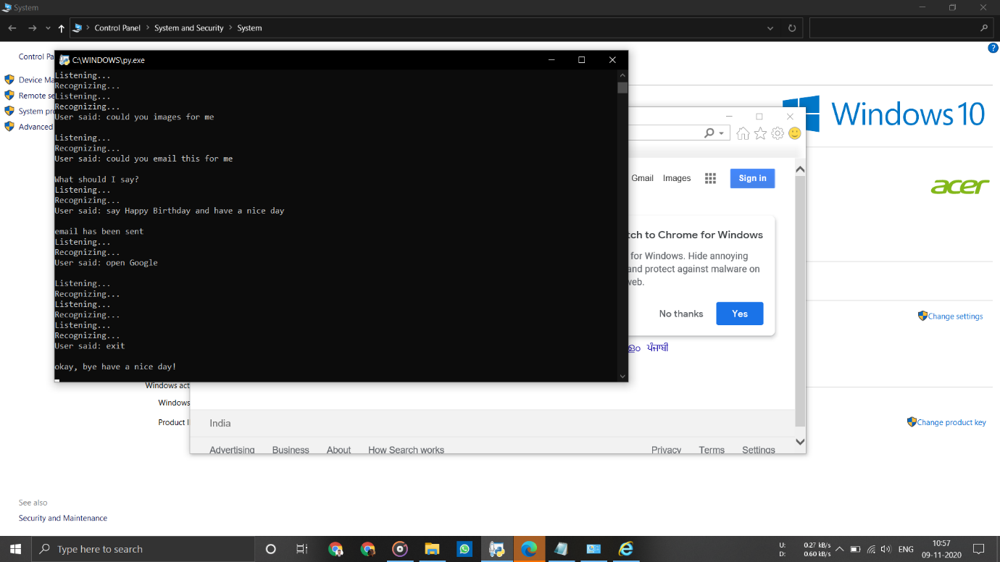 System
Control Panel
System and Security
System
Control Pa
C:\WINDOWS\py.exe
Device Ma
Remote se
System pro
Advanced
Listening...
Recognizing...
Listening...
Recognizing...
User said: could you images for me
Listening...
Recognizing...
User said: could you email this for me
What should I say?
Listening...
Recognizing...
User said: say Happy Birthday and have a nice day
email has been sent
Listening...
Recognizing...
User said: open Google
Listening...
Recognizing...
Listening...
Recognizing...
Listening...
Recognizing...
User said: exit
okay, bye have a nice day!
Windows 10
acer
Gmail Images Sign in
tch to Chrome for Windows
for Windows. Hide annoying
and protect against malware on
web.
No thanks Yes
ਪੰਜਾਬੀ
Change settings
Windows act
Windows
Product I
India
Change product key
Advertising Business About How Search works Privacy Terms Settings
See also
Security and Maintenance
Type here to search
U: 0.27 kB/s
D: 0.60 kB/s
ENG
10:57
09-11-2020